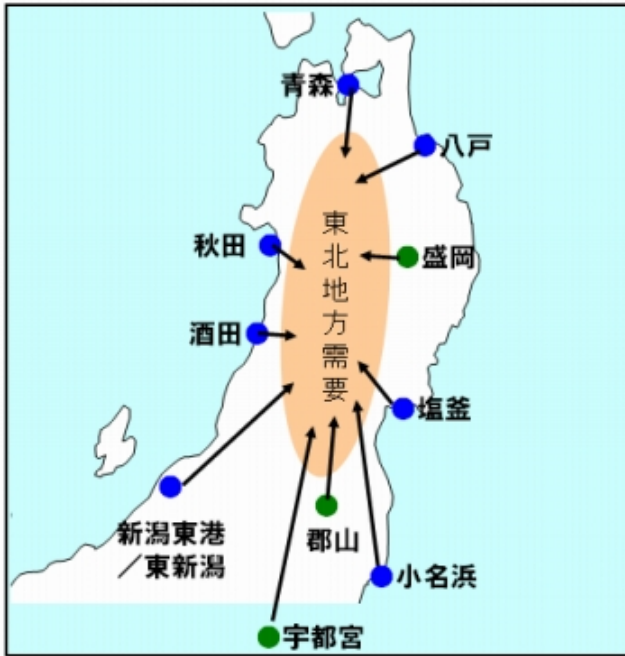 青森
八戸
秋田
盛岡
東北地方需要
酒田
塩釜
新潟東港
／東新潟
郡山
小名浜
宇都宮